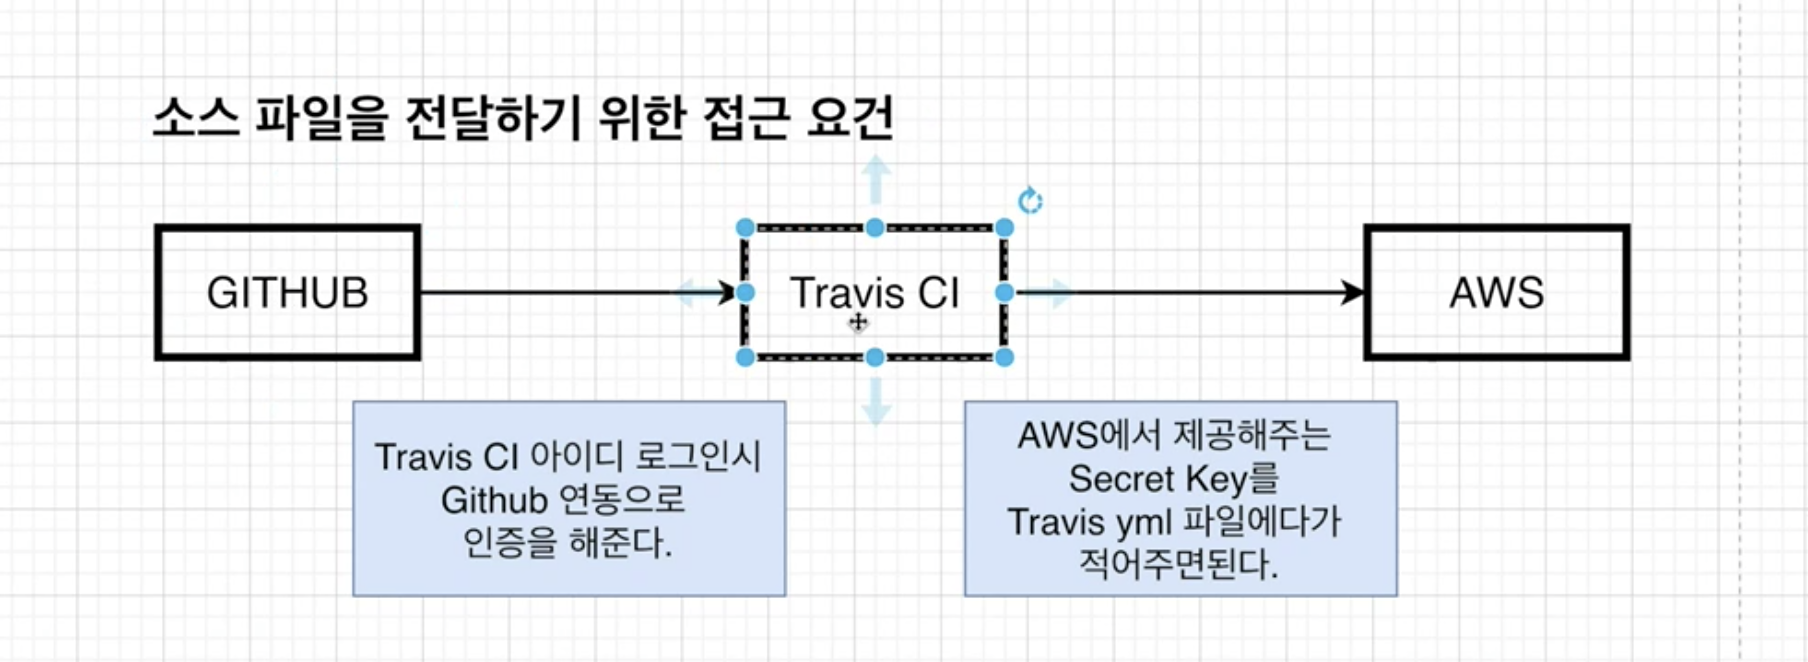 소스 파일을 전달하기 위한 접근 요건
GITHUB
Travis CI
AWS
Travis CI 아이디 로그인시
Github 연동으로
인증을 해준다.
AWS에서 제공해주는
Secret Key를
Travis yml 파일에다가
적어주면된다.